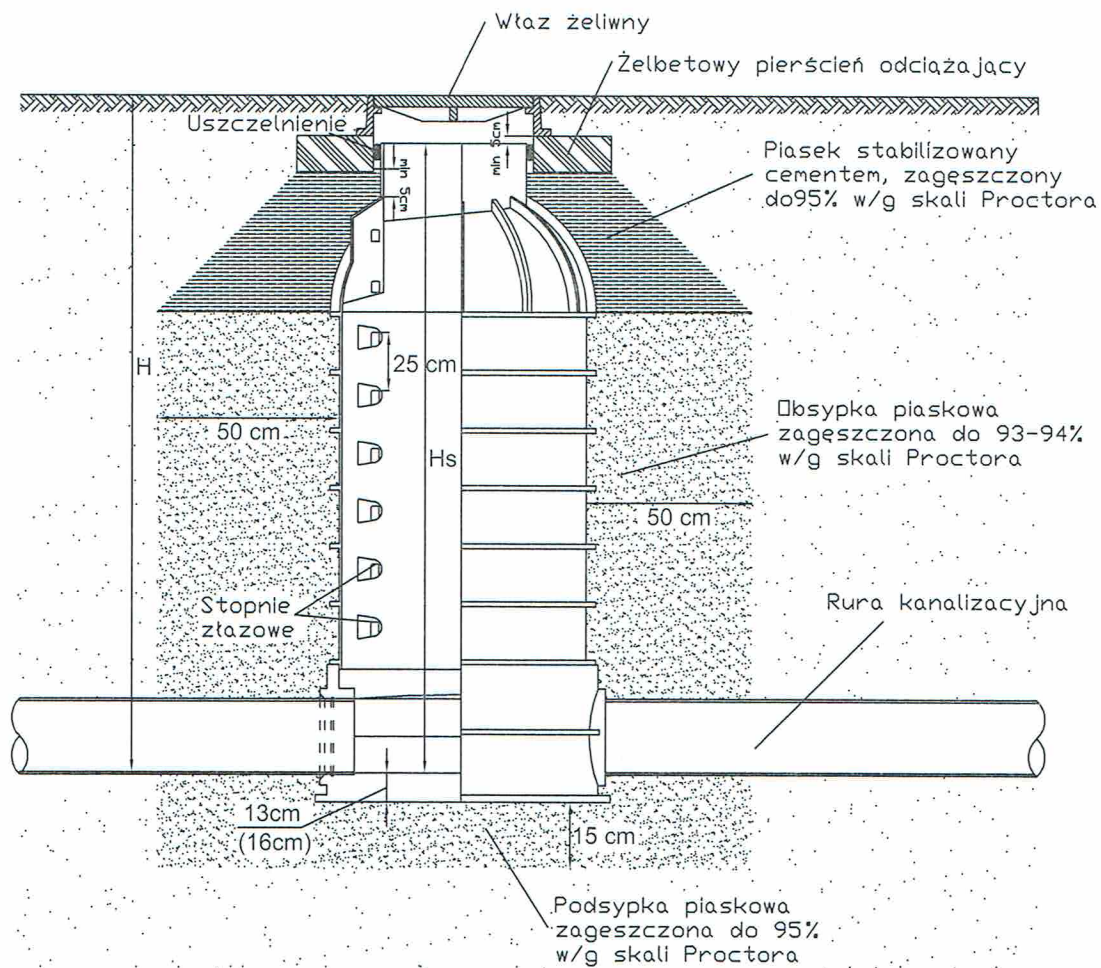 Właz żeliwny
Żelbetowy pierścień odciążający
Uszczelnienie
5cm
min
min
5cm
Piasek stabilizowany
cementem, zagęszczony
do95% w/g skali Proctora
H
25 cm
50 cm
Hs
Obsypka piaskowa
zagęszczona do 93-94%
w/g skali Proctora
50 cm
Stopnie
złazowe
Rura kanalizacyjna
13cm
(16cm)
15 cm
Podsypka piaskowa
zagęszczona do 95%
w/g skali Proctora